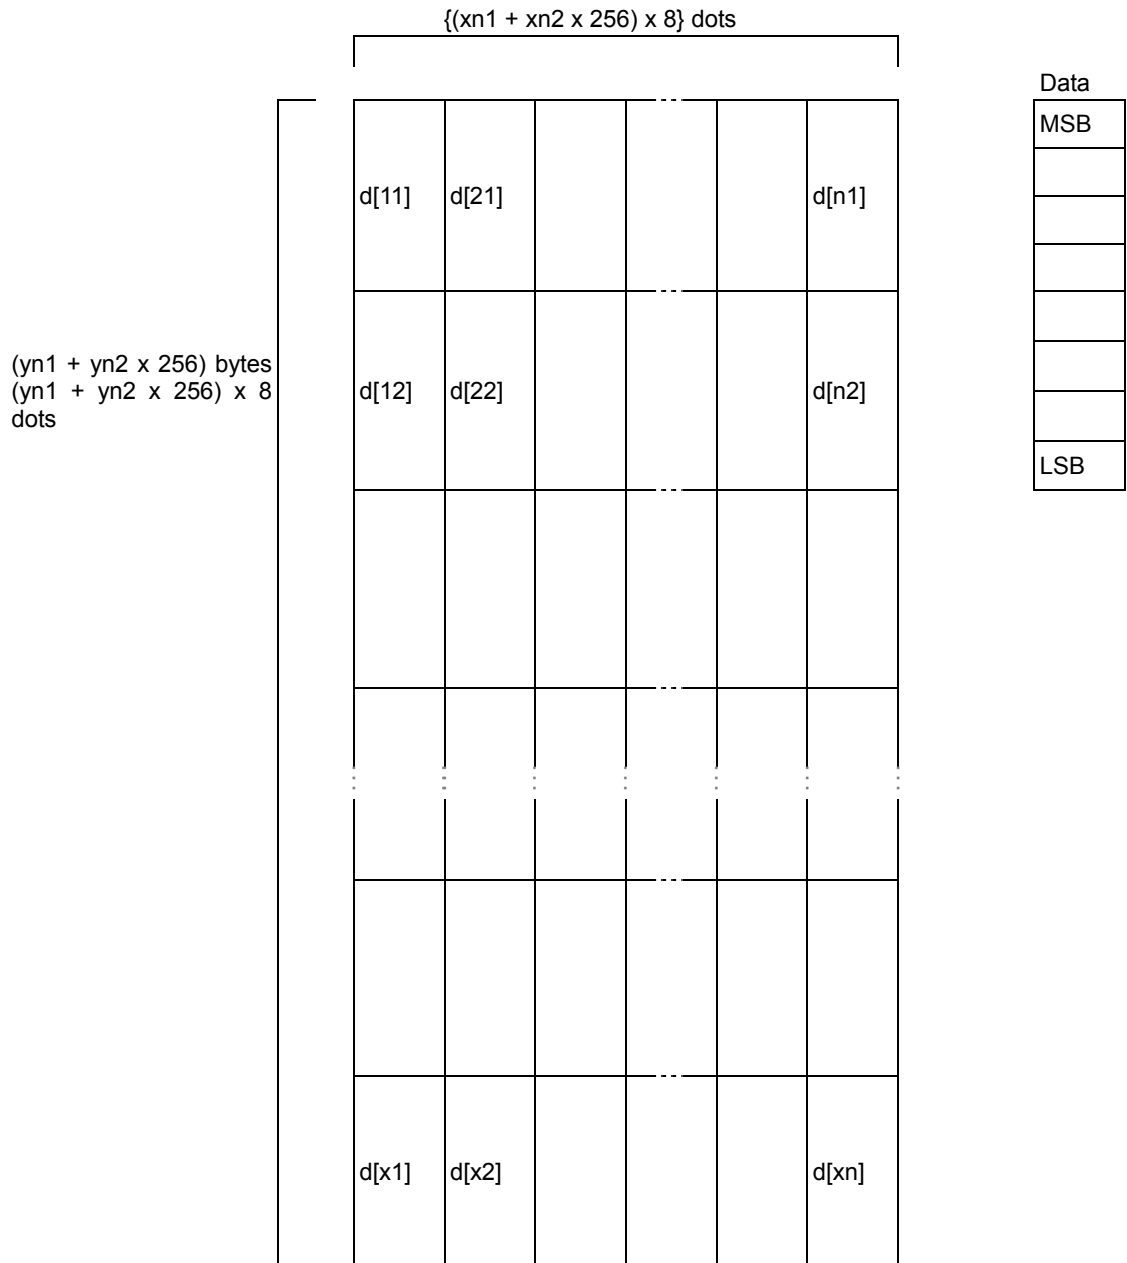 {(xn1 + xn2 x 256) x 8} dots
Data
MSB
d[11] d[21] d[n1]
(yn1 + yn2 x 256) bytes
(yn1 + yn2 x 256) x 8
dots
d[12] d[22] d[n2]
LSB
d[x1] d[x2] d[xn]